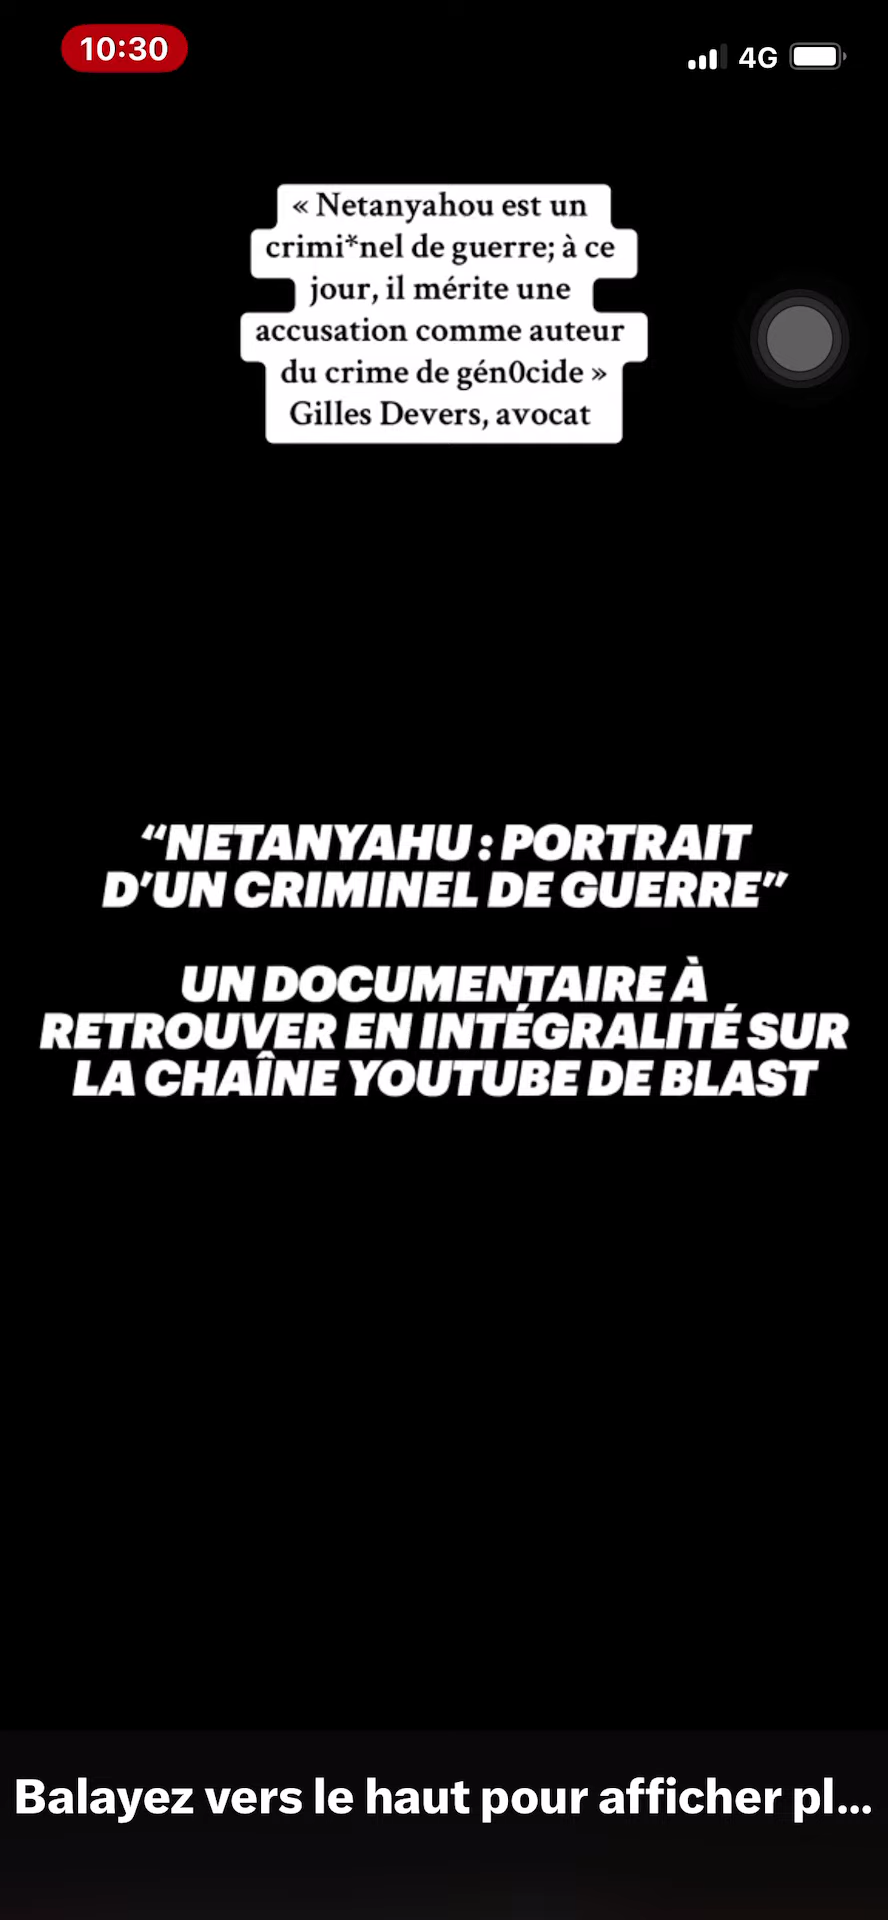 10:30
4G
« Netanyahou est un
crimi*nel de guerre; à ce
jour, il mérite une
accusation comme auteur
du crime de gén0cide »
Gilles Devers, avocat
“NETANYAHU : PORTRAIT
D’UN CRIMINEL DE GUERRE”
UN DOCUMENTAIRE À
RETROUVER EN INTÉGRALITÉ SUR
LA CHAÎNE YOUTUBE DE BLAST
Balayez vers le haut pour afficher pl...